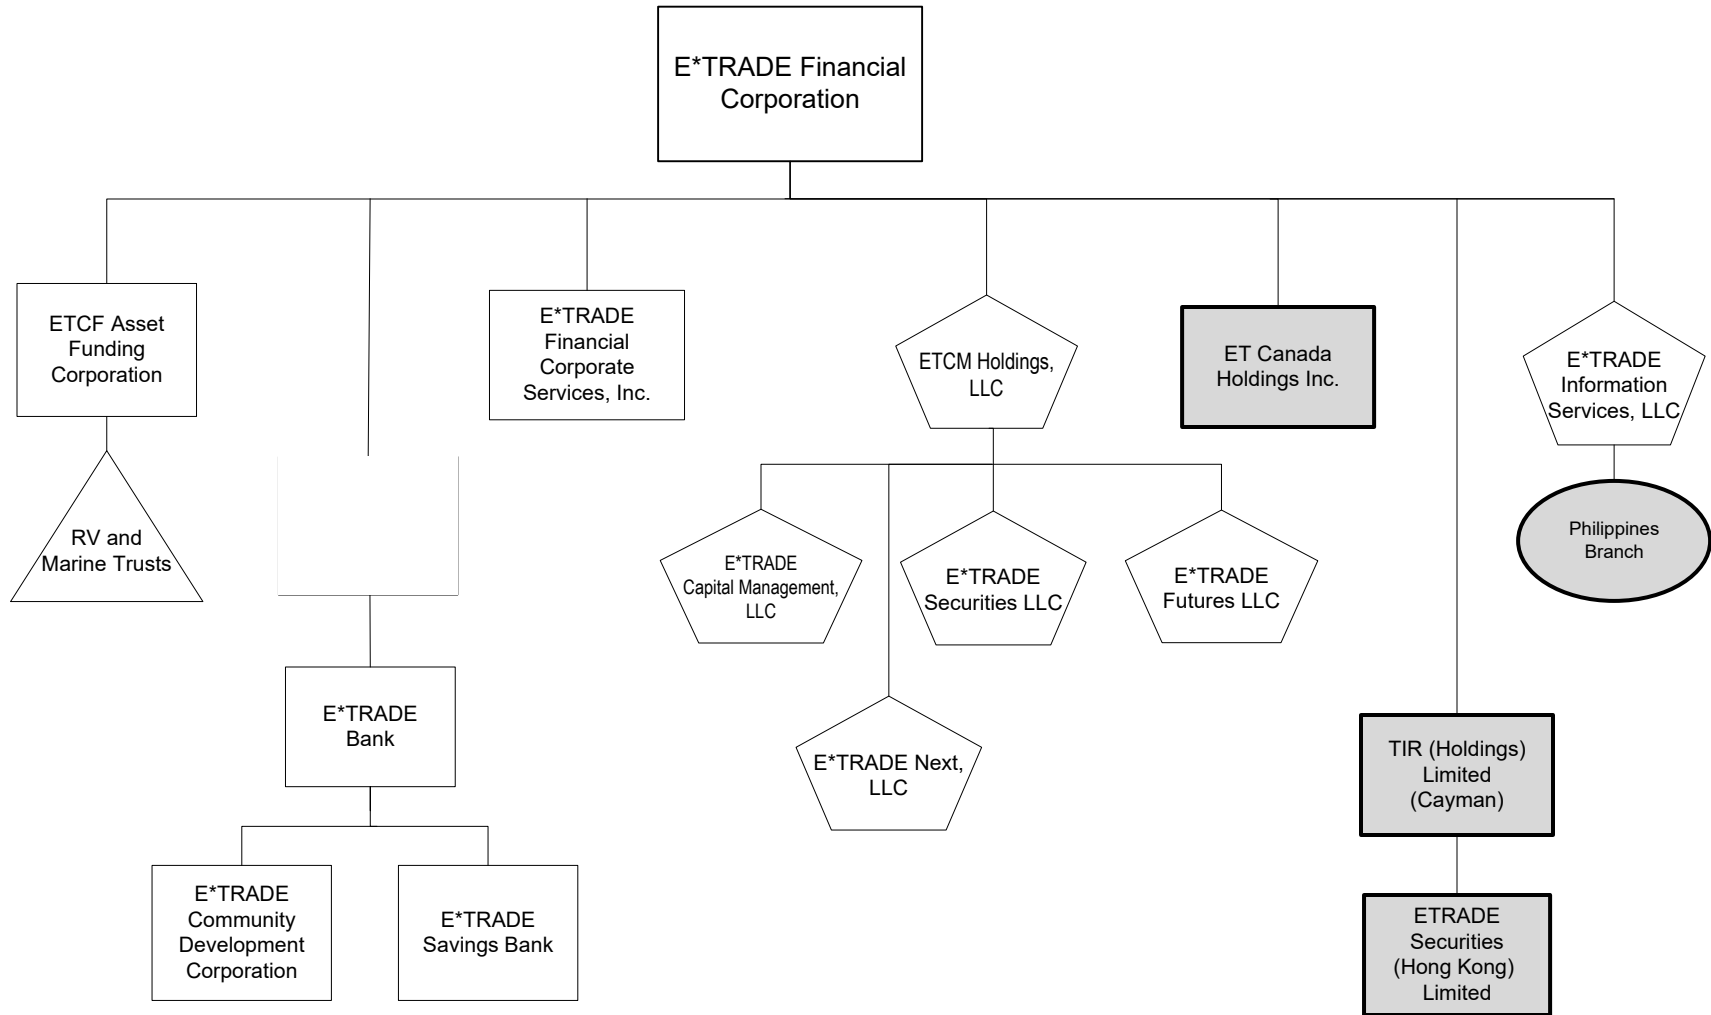 E*TRADE Financial
Corporation
ETCF Asset
Funding
Corporation
E*TRADE
Financial
Corporate
Services, Inc.
ETCM Holdings,
LLC
ET Canada
Holdings Inc.
E*TRADE
Information
Services, LLC
RV and
Marine Trusts
E*TRADE
Capital Management,
LLC
E*TRADE
Securities LLC
E*TRADE
Futures LLC
Philippines
Branch
E*TRADE
Bank
E*TRADE Next,
LLC
TIR (Holdings)
Limited
(Cayman)
E*TRADE
Community
Development
Corporation
E*TRADE
Savings Bank
ETRADE
Securities
(Hong Kong)
Limited